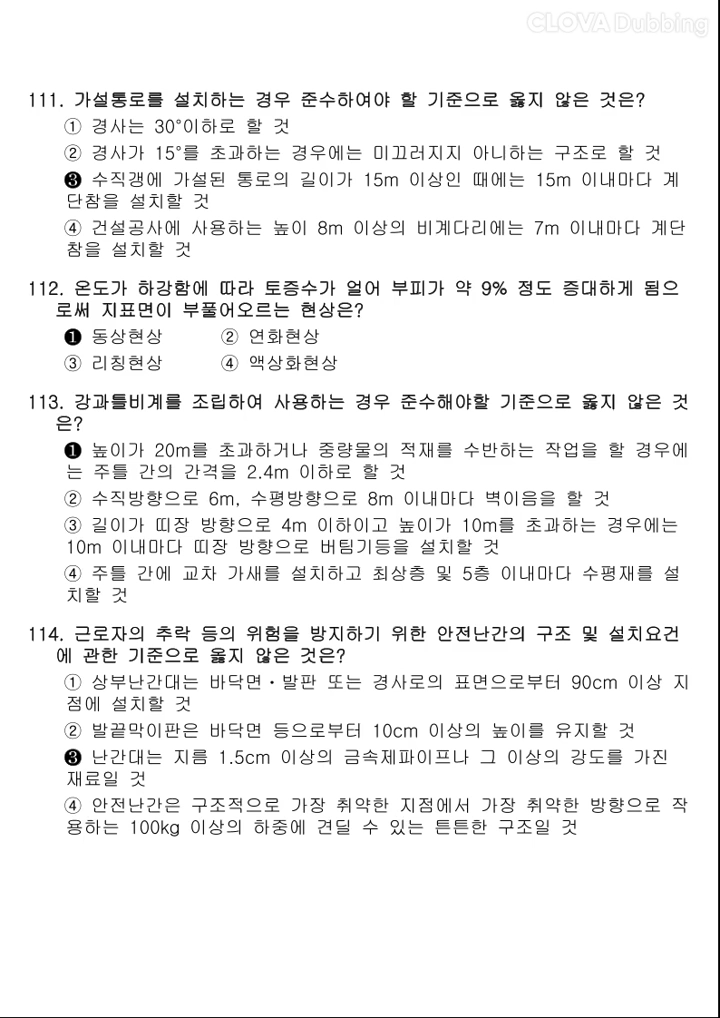 CLOVA Dubbing
111. 가설통로를 설치하는 경우 준수하여야 할 기준으로 옳지 않은 것은?
① 경사는 30°이하로 할 것
② 경사가 15°를 초과하는 경우에는 미끄러지지 아니하는 구조로 할 것
❸ 수직갱에 가설된 통로의 길이가 15m 이상인 때에는 15m 이내마다 계
단참을 설치할 것
④ 건설공사에 사용하는 높이 8m 이상의 비계다리에는 7m 이내마다 계단
참을 설치할 것
112. 온도가 하강함에 따라 토증수가 얼어 부피가 약 9% 정도 증대하게 됨으
로써 지표면이 부풀어오르는 현상은?
❶ 동상현상 ② 연화현상
③ 리칭현상 ④ 액상화현상
113. 강과틀비계를 조립하여 사용하는 경우 준수해야할 기준으로 옳지 않은 것
은?
❶ 높이가 20m를 초과하거나 중량물의 적재를 수반하는 작업을 할 경우에
는 주틀 간의 간격을 2.4m 이하로 할 것
② 수직방향으로 6m, 수평방향으로 8m 이내마다 벽이음을 할 것
③ 길이가 띠장 방향으로 4m 이하이고 높이가 10m를 초과하는 경우에는
10m 이내마다 띠장 방향으로 버팀기등을 설치할 것
④ 주틀 간에 교차 가새를 설치하고 최상층 및 5층 이내마다 수평재를 설
치할 것
114. 근로자의 추락 등의 위험을 방지하기 위한 안전난간의 구조 및 설치요건
에 관한 기준으로 옳지 않은 것은?
① 상부난간대는 바닥면·발판 또는 경사로의 표면으로부터 90cm 이상 지
점에 설치할 것
② 발끝막이판은 바닥면 등으로부터 10cm 이상의 높이를 유지할 것
❸ 난간대는 지름 1.5cm 이상의 금속제파이프나 그 이상의 강도를 가진
재료일 것
④ 안전난간은 구조적으로 가장 취약한 지점에서 가장 취약한 방향으로 작
용하는 100kg 이상의 하중에 견딜 수 있는 튼튼한 구조일 것